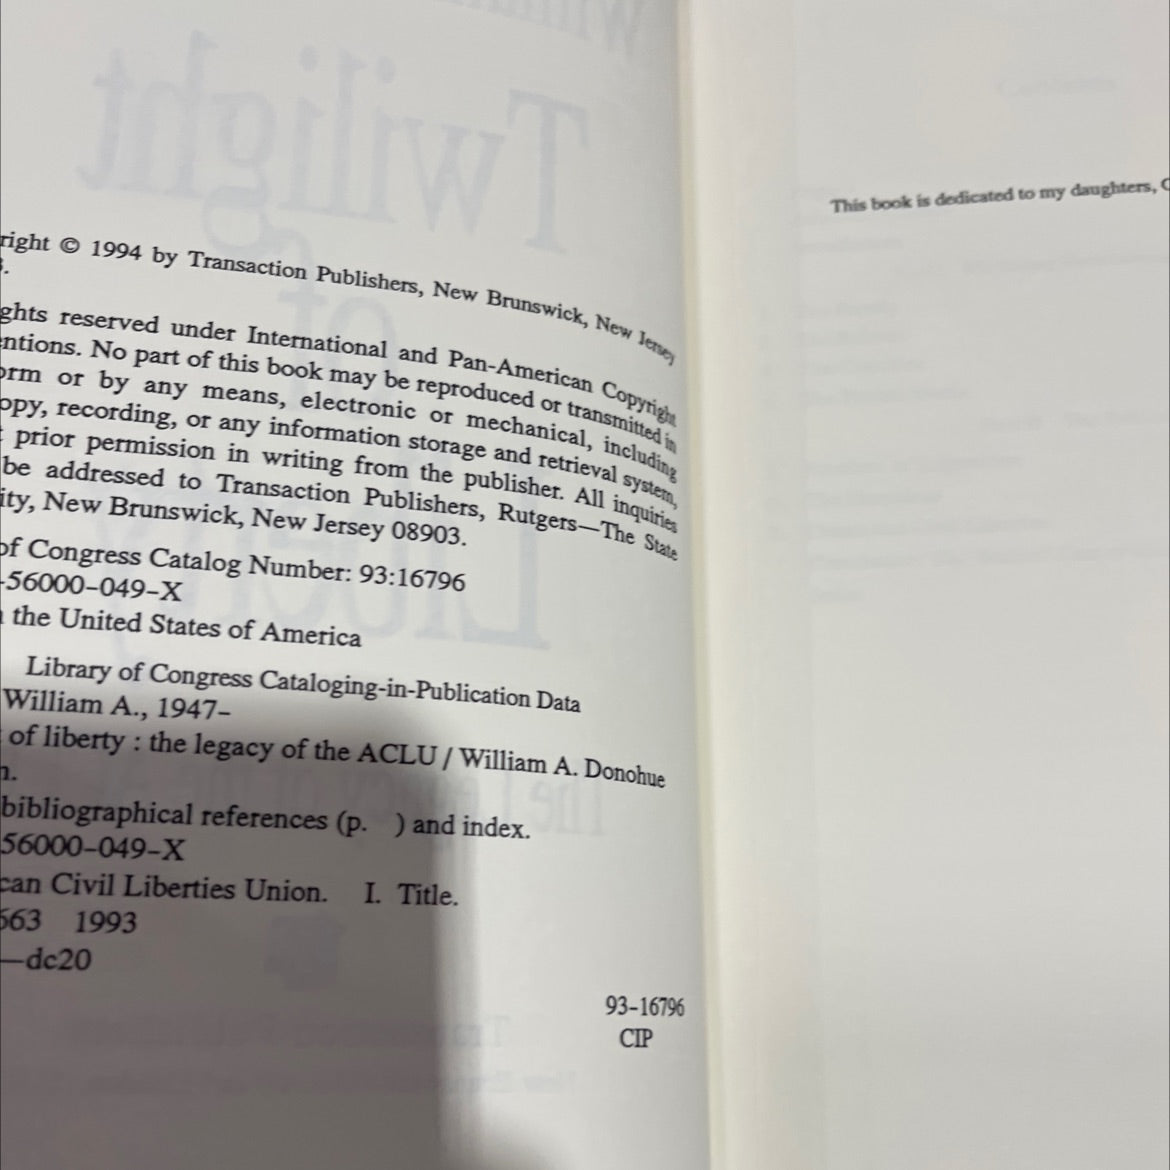 right © 1994 by Transaction Publishers, New Brunswick, New Jersey
3.
ghts reserved under International and Pan-American Copyright
entions. No part of this book may be reproduced or transmitted in
orm or by any means, electronic or mechanical, including
opy, recording, or any information storage and retrieval system,
t prior permission in writing from the publisher. All inquiries
be addressed to Transaction Publishers, Rutgers—The State
ity, New Brunswick, New Jersey 08903.
of Congress Catalog Number: 93:16796
-56000-049-X
n the United States of America
Library of Congress Cataloging-in-Publication Data
William A., 1947–
of liberty : the legacy of the ACLU / William A. Donohue
n.
bibliographical references (p. ) and index.
56000-049-X
can Civil Liberties Union. I. Title.
563 1993
—dc20
93-16796
CIP
This book is dedicated to my daughters, C